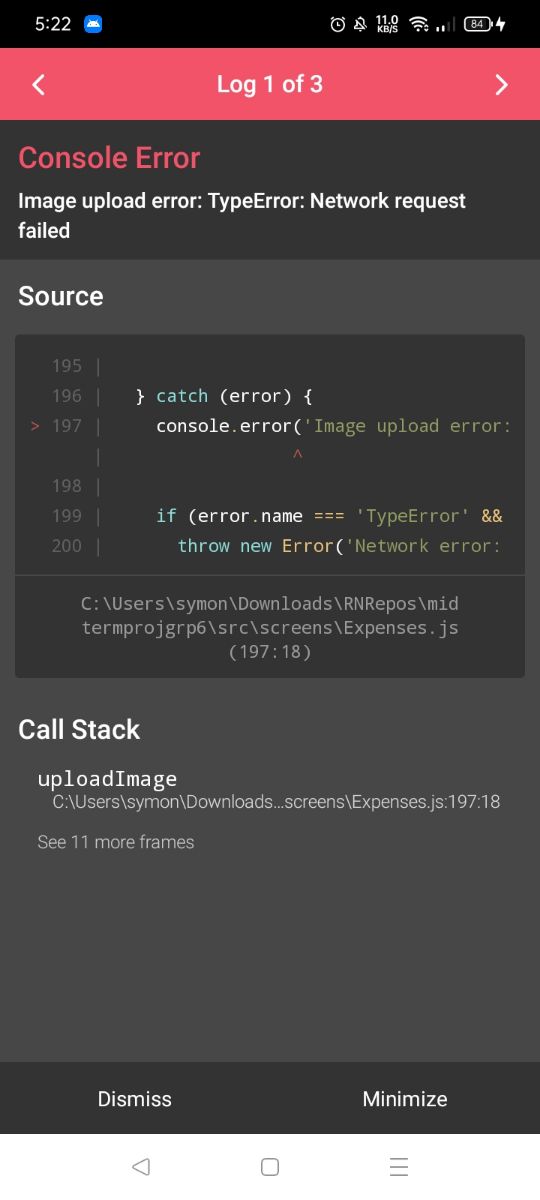 5:22 11.0 KB/S 84
Log 1 of 3
Console Error
Image upload error: TypeError: Network request
failed
Source
195 |
196 | } catch (error) {
> 197 | console.error('Image upload error:
| ^
198 |
199 | if (error.name === 'TypeError' &&
200 | throw new Error('Network error:
C:\Users\symon\Downloads\RNRepos\mid
termprojgrp6\src\screens\Expenses.js
(197:18)
Call Stack
uploadImage
C:\Users\symon\Downloads...screens\Expenses.js:197:18
See 11 more frames
Dismiss Minimize